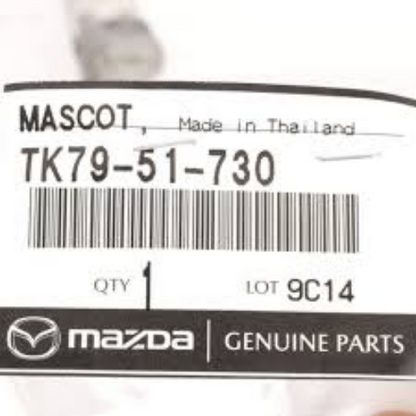 MASCOT, Made in Thailand
TK79-51-730
QTY 1 LOT 9C14
mazda GENUINE PARTS